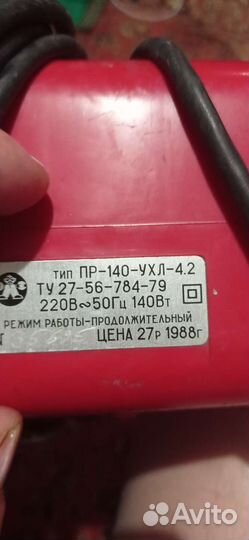 тип ПР-140-УХЛ-4.2
ТУ 27-56-784-79
220В~50Гц 140Вт
РЕЖИМ РАБОТЫ-ПРОДОЛЖИТЕЛЬНЫЙ
ЦЕНА 27р 1988г
Avito